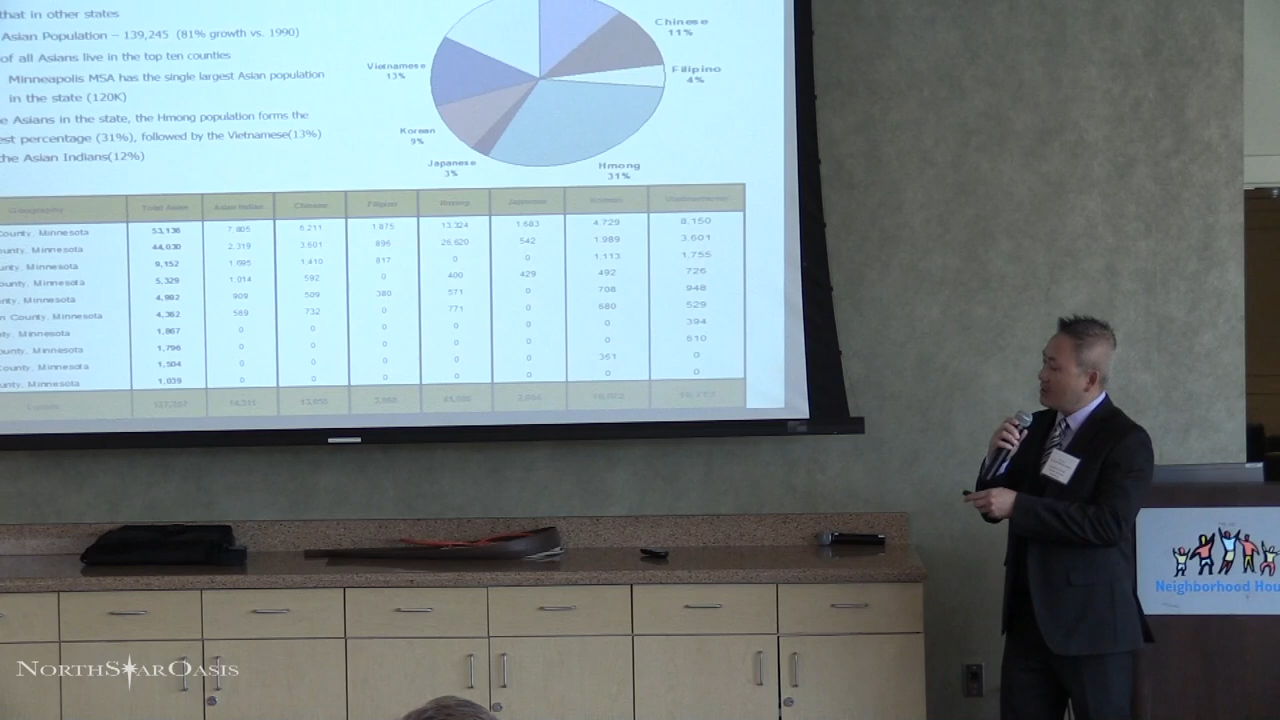 that in other states
Asian Population – 139,245 (81% growth vs. 1990)
of all Asians live in the top ten counties
Minneapolis MSA has the single largest Asian population
in the state (120K)
e Asians in the state, the Hmong population forms the
est percentage (31%), followed by the Vietnamese(13%)
the Asian Indians(12%)
Chinese
11%
Filipino
4%
Vietnamese
13%
Korean
9%
Japanese
3%
Hmong
31%
Geography Total Asian Asian Indian Chinese Filipino Hmong Japanese Korean Vietnamese
County, Minnesota 53,136 7,805 6,211 1,875 13,324 1,683 4,729 8,150
ounty, Minnesota 44,030 2,319 3,601 896 26,620 542 1,989 3,601
unty, Minnesota 9,152 1,695 1,410 817 0 0 1,113 1,755
County, Minnesota 5,329 1,014 592 0 400 429 492 726
nty, Minnesota 4,982 909 509 380 571 0 708 948
n County, Minnesota 4,362 569 732 0 771 0 680 529
nty, Minnesota 1,867 0 0 0 0 0 0 394
ounty, Minnesota 1,796 0 0 0 0 0 0 610
County, Minnesota 1,504 0 0 0 0 0 361 0
unty, Minnesota 1,039 0 0 0 0 0 0 0
Neighborhood Hou
NORTHSTAROASIS